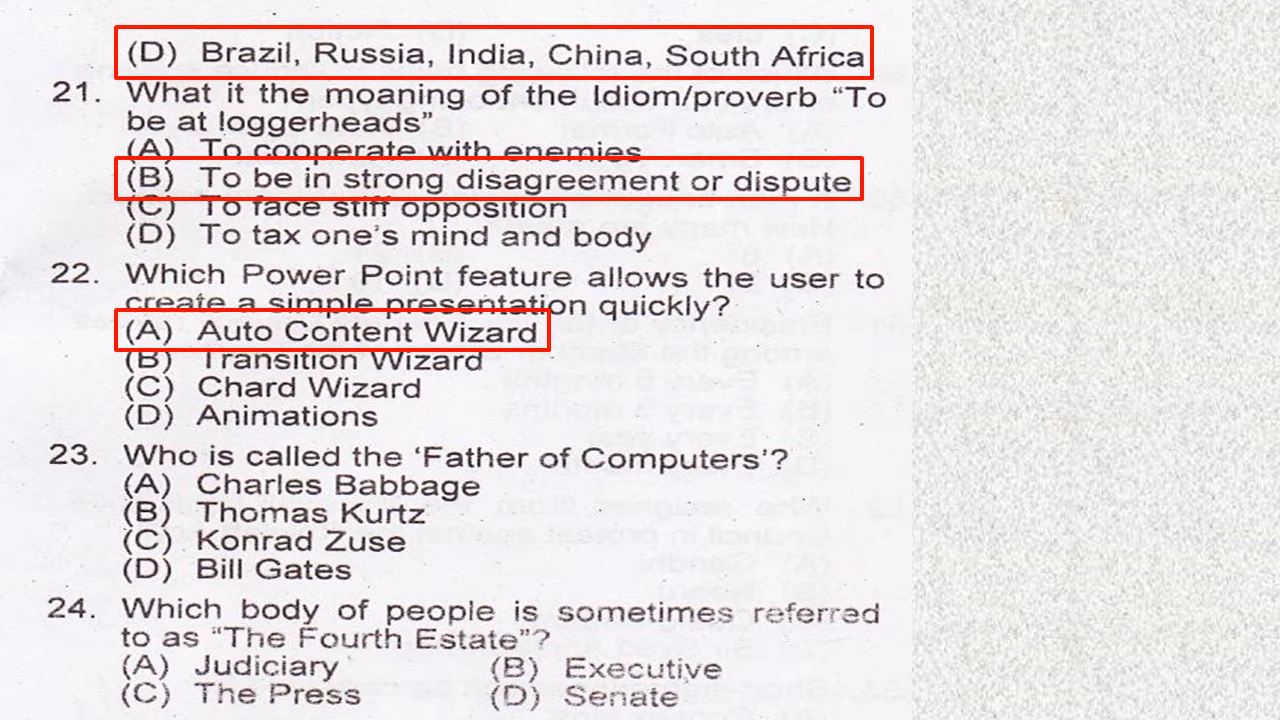 (D) Brazil, Russia, India, China, South Africa
21. What it the moaning of the Idiom/proverb “To
be at loggerheads”
(A) To cooperate with enemies
(B) To be in strong disagreement or dispute
(C) To face stiff opposition
(D) To tax one’s mind and body
22. Which Power Point feature allows the user to
create a simple presentation quickly?
(A) Auto Content Wizard
(B) Transition Wizard
(C) Chard Wizard
(D) Animations
23. Who is called the ‘Father of Computers’?
(A) Charles Babbage
(B) Thomas Kurtz
(C) Konrad Zuse
(D) Bill Gates
24. Which body of people is sometimes referred
to as “The Fourth Estate”?
(A) Judiciary (B) Executive
(C) The Press (D) Senate